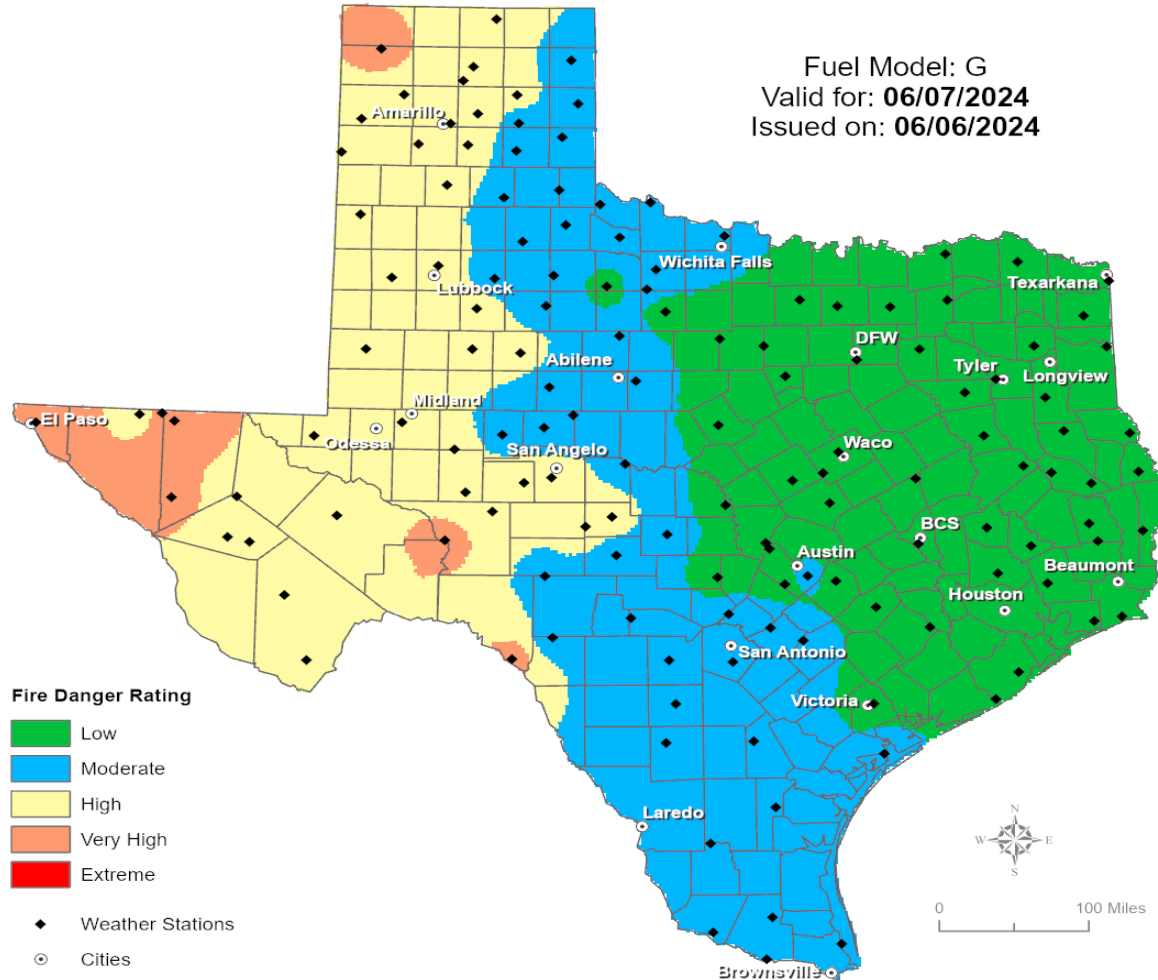 Fuel Model: G
Valid for: 06/07/2024
Issued on: 06/06/2024
Amarillo
Wichita Falls
Lubbock
Texarkana
DFW
Abilene
Tyler
Longview
Midland
El Paso
Odessa
San Angelo
Waco
BCS
Austin
Beaumont
Houston
San Antonio
Victoria
Fire Danger Rating
Low
Moderate
High
Very High
Extreme
Weather Stations
Cities
Laredo
Brownsville
N
W E
S
0 100 Miles